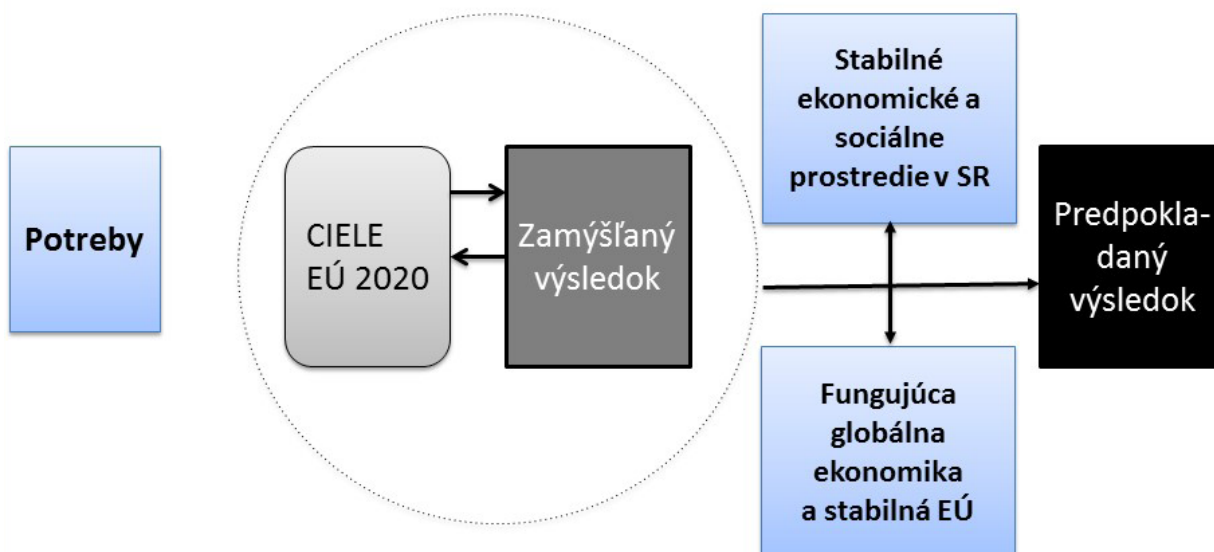 Potreby
CIELE
EÚ 2020
Zamýšľaný
výsledok
Stabilné
ekonomické a
sociálne
prostredie v SR
Fungujúca
globálna
ekonomika
a stabilná EÚ
Predpokla-
daný
výsledok